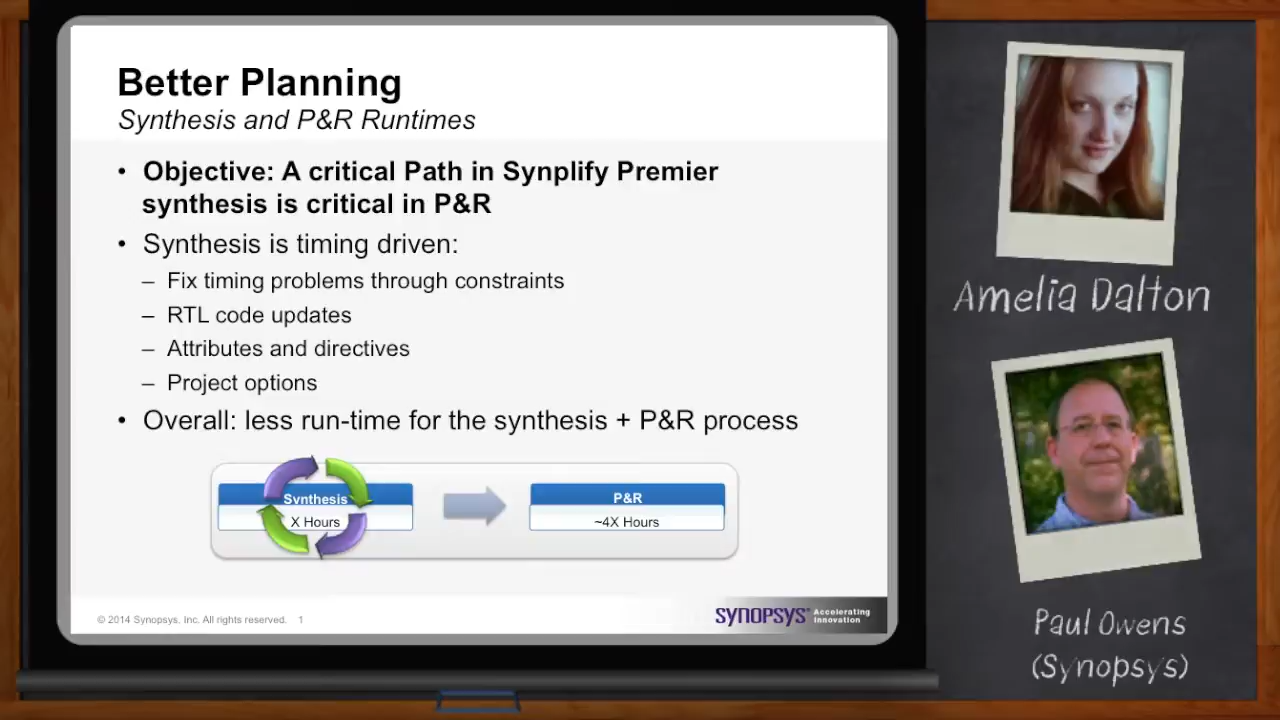 Better Planning
Synthesis and P&R Runtimes
• Objective: A critical Path in Synplify Premier
synthesis is critical in P&R
• Synthesis is timing driven:
– Fix timing problems through constraints
– RTL code updates
– Attributes and directives
– Project options
• Overall: less run-time for the synthesis + P&R process
Synthesis
X Hours
P&R
~4X Hours
© 2014 Synopsys, Inc. All rights reserved. 1
SYNOPSYS®
Accelerating
Innovation
Amelia Dalton
Paul Owens
(Synopsys)